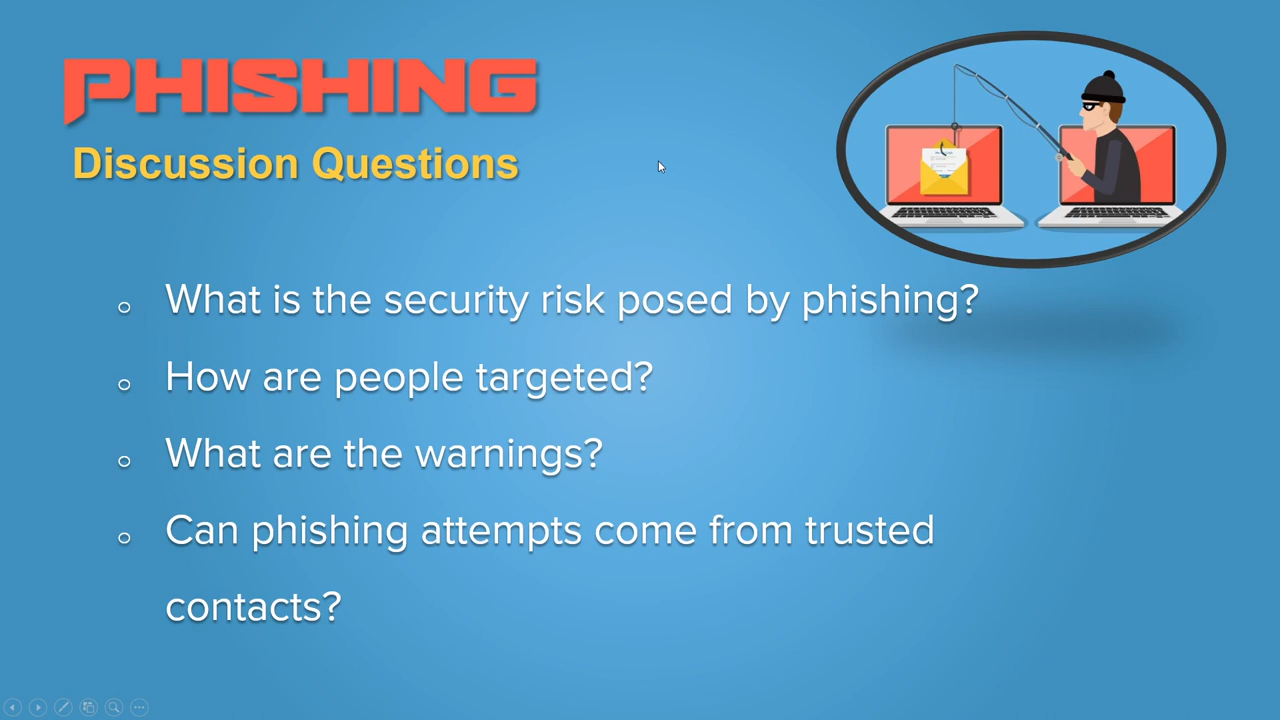 PHISHING
Discussion Questions
What is the security risk posed by phishing?
How are people targeted?
What are the warnings?
Can phishing attempts come from trusted
contacts?